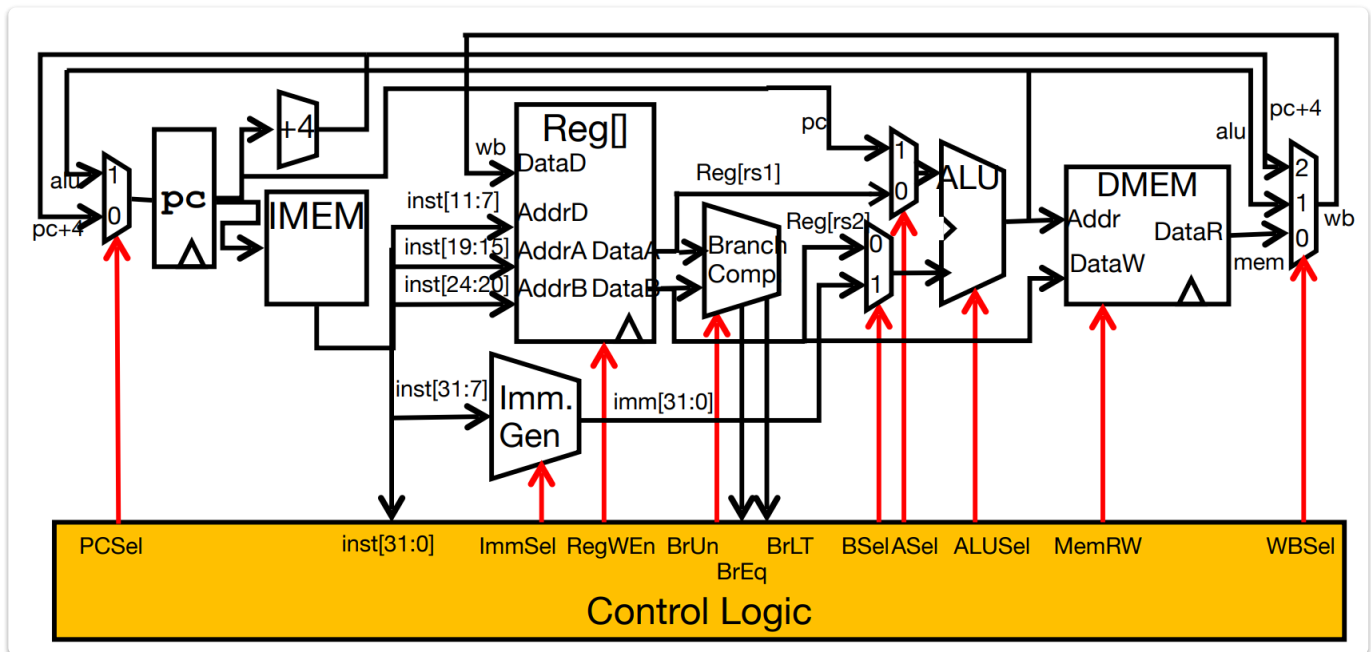 pc+4
alu
wb
+4
Reg[]
pc
DataD
Reg[rs1]
1
0
ALU
DMEM
2
1
0
wb
alu
1
0
pc+4
pc
IMEM
inst[11:7]
AddrD
inst[19:15]
AddrA DataA
inst[24:20]
AddrB DataB
Branch
Comp
Reg[rs2]
0
1
Addr
DataR
DataW
mem
inst[31:7]
Imm.
Gen
imm[31:0]
PCSel
inst[31:0]
ImmSel
RegWEn
BrUn
BrEq
BrLT
BSel
ASel
ALUSel
MemRW
WBSel
Control Logic